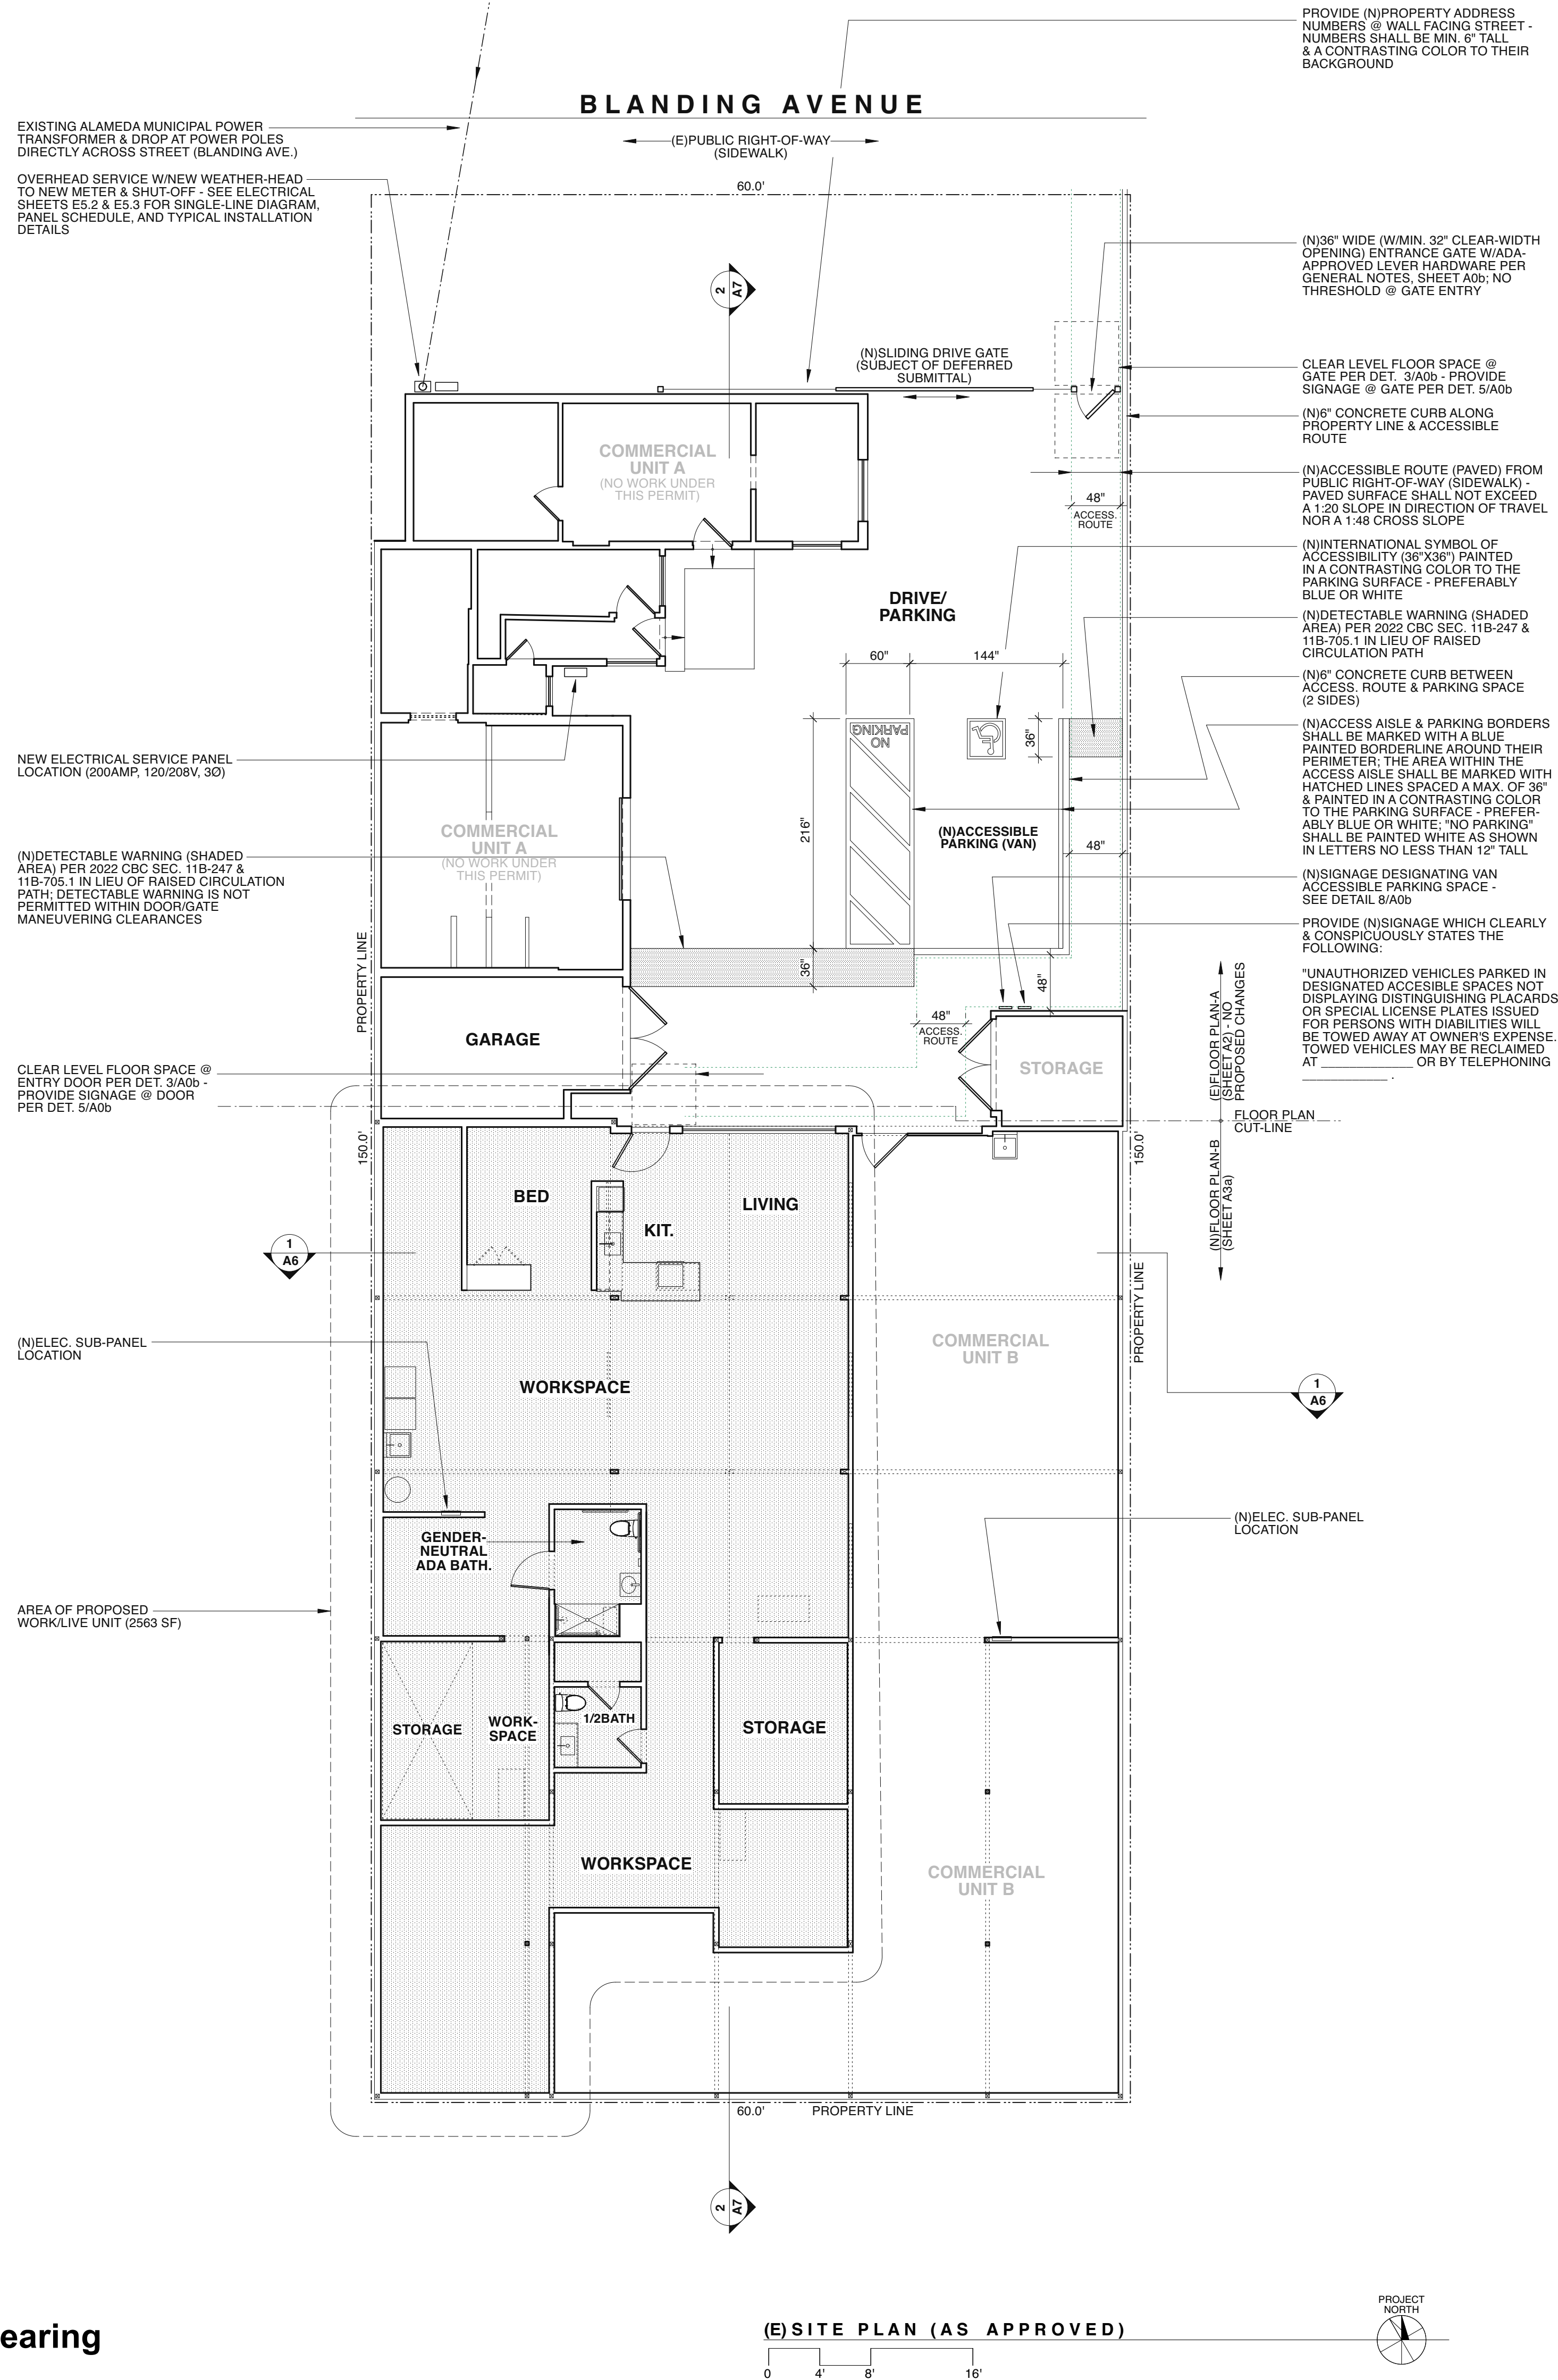 PROVIDE (N)PROPERTY ADDRESS
NUMBERS @ WALL FACING STREET -
NUMBERS SHALL BE MIN. 6" TALL
& A CONTRASTING COLOR TO THEIR
BACKGROUND
BLANDING AVENUE
EXISTING ALAMEDA MUNICIPAL POWER
TRANSFORMER & DROP AT POWER POLES
DIRECTLY ACROSS STREET (BLANDING AVE.)
(E)PUBLIC RIGHT-OF-WAY
(SIDEWALK)
OVERHEAD SERVICE W/NEW WEATHER-HEAD
TO NEW METER & SHUT-OFF - SEE ELECTRICAL
SHEETS E5.2 & E5.3 FOR SINGLE-LINE DIAGRAM,
PANEL SCHEDULE, AND TYPICAL INSTALLATION
DETAILS
60.0'
(N)36" WIDE (W/MIN. 32" CLEAR-WIDTH
OPENING) ENTRANCE GATE W/ADA-
APPROVED LEVER HARDWARE PER
GENERAL NOTES, SHEET A0b; NO
THRESHOLD @ GATE ENTRY
2
A7
(N)SLIDING DRIVE GATE
(SUBJECT OF DEFERRED
SUBMITTAL)
CLEAR LEVEL FLOOR SPACE @
GATE PER DET.  3/A0b - PROVIDE
SIGNAGE @ GATE PER DET. 5/A0b
(N)6" CONCRETE CURB ALONG
PROPERTY LINE & ACCESSIBLE
ROUTE
COMMERCIAL
UNIT A
(NO WORK UNDER
THIS PERMIT)
(N)ACCESSIBLE ROUTE (PAVED) FROM
PUBLIC RIGHT-OF-WAY (SIDEWALK) -
PAVED SURFACE SHALL NOT EXCEED
A 1:20 SLOPE IN DIRECTION OF TRAVEL
NOR A 1:48 CROSS SLOPE
48"
ACCESS.
ROUTE
(N)INTERNATIONAL SYMBOL OF
ACCESSIBILITY (36"X36") PAINTED
IN A CONTRASTING COLOR TO THE
PARKING SURFACE - PREFERABLY
BLUE OR WHITE
DRIVE/
PARKING
(N)DETECTABLE WARNING (SHADED
AREA) PER 2022 CBC SEC. 11B-247 &
11B-705.1 IN LIEU OF RAISED
CIRCULATION PATH
60"
144"
(N)6" CONCRETE CURB BETWEEN
ACCESS. ROUTE & PARKING SPACE
(2 SIDES)
NO
PARKING
36"
(N)ACCESS AISLE & PARKING BORDERS
SHALL BE MARKED WITH A BLUE
PAINTED BORDERLINE AROUND THEIR
PERIMETER; THE AREA WITHIN THE
ACCESS AISLE SHALL BE MARKED WITH
HATCHED LINES SPACED A MAX. OF 36"
& PAINTED IN A CONTRASTING COLOR
TO THE PARKING SURFACE - PREFER-
ABLY BLUE OR WHITE; "NO PARKING"
SHALL BE PAINTED WHITE AS SHOWN
IN LETTERS NO LESS THAN 12" TALL
NEW ELECTRICAL SERVICE PANEL
LOCATION (200AMP, 120/208V, 3Ø)
COMMERCIAL
UNIT A
(NO WORK UNDER
THIS PERMIT)
216"
(N)ACCESSIBLE
PARKING (VAN)
48"
(N)DETECTABLE WARNING (SHADED
AREA) PER 2022 CBC SEC. 11B-247 &
11B-705.1 IN LIEU OF RAISED CIRCULATION
PATH; DETECTABLE WARNING IS NOT
PERMITTED WITHIN DOOR/GATE
MANEUVERING CLEARANCES
(N)SIGNAGE DESIGNATING VAN
ACCESSIBLE PARKING SPACE -
SEE DETAIL 8/A0b
PROVIDE (N)SIGNAGE WHICH CLEARLY
& CONSPICUOUSLY STATES THE
FOLLOWING:
"UNAUTHORIZED VEHICLES PARKED IN
DESIGNATED ACCESIBLE SPACES NOT
DISPLAYING DISTINGUISHING PLACARDS
OR SPECIAL LICENSE PLATES ISSUED
FOR PERSONS WITH DIABILITIES WILL
BE TOWED AWAY AT OWNER'S EXPENSE.
TOWED VEHICLES MAY BE RECLAIMED
AT _____________ OR BY TELEPHONING
____________ .
PROPERTY LINE
36"
48"
48"
ACCESS.
ROUTE
(E)FLOOR PLAN-A
(SHEET A2) - NO
PROPOSED CHANGES
GARAGE
STORAGE
CLEAR LEVEL FLOOR SPACE @
ENTRY DOOR PER DET. 3/A0b -
PROVIDE SIGNAGE @ DOOR
PER DET. 5/A0b
FLOOR PLAN
CUT-LINE
150.0'
150.0'
(N)FLOOR PLAN-B
(SHEET A3a)
BED
KIT.
LIVING
1
A6
PROPERTY LINE
(N)ELEC. SUB-PANEL
LOCATION
COMMERCIAL
UNIT B
WORKSPACE
1
A6
GENDER-
NEUTRAL
ADA BATH.
(N)ELEC. SUB-PANEL
LOCATION
AREA OF PROPOSED
WORK/LIVE UNIT (2563 SF)
STORAGE
WORK-
SPACE
1/2BATH
STORAGE
WORKSPACE
COMMERCIAL
UNIT B
60.0'
PROPERTY LINE
2
A7
earing
(E)SITE PLAN (AS APPROVED)
0 4' 8' 16'
PROJECT
NORTH